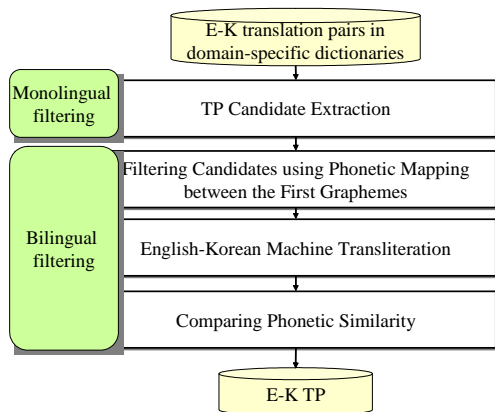 E-K translation pairs in
domain-specific dictionaries
Monolingual
filtering
TP Candidate Extraction
Bilingual
filtering
Filtering Candidates using Phonetic Mapping
between the First Graphemes
English-Korean Machine Transliteration
Comparing Phonetic Similarity
E-K TP